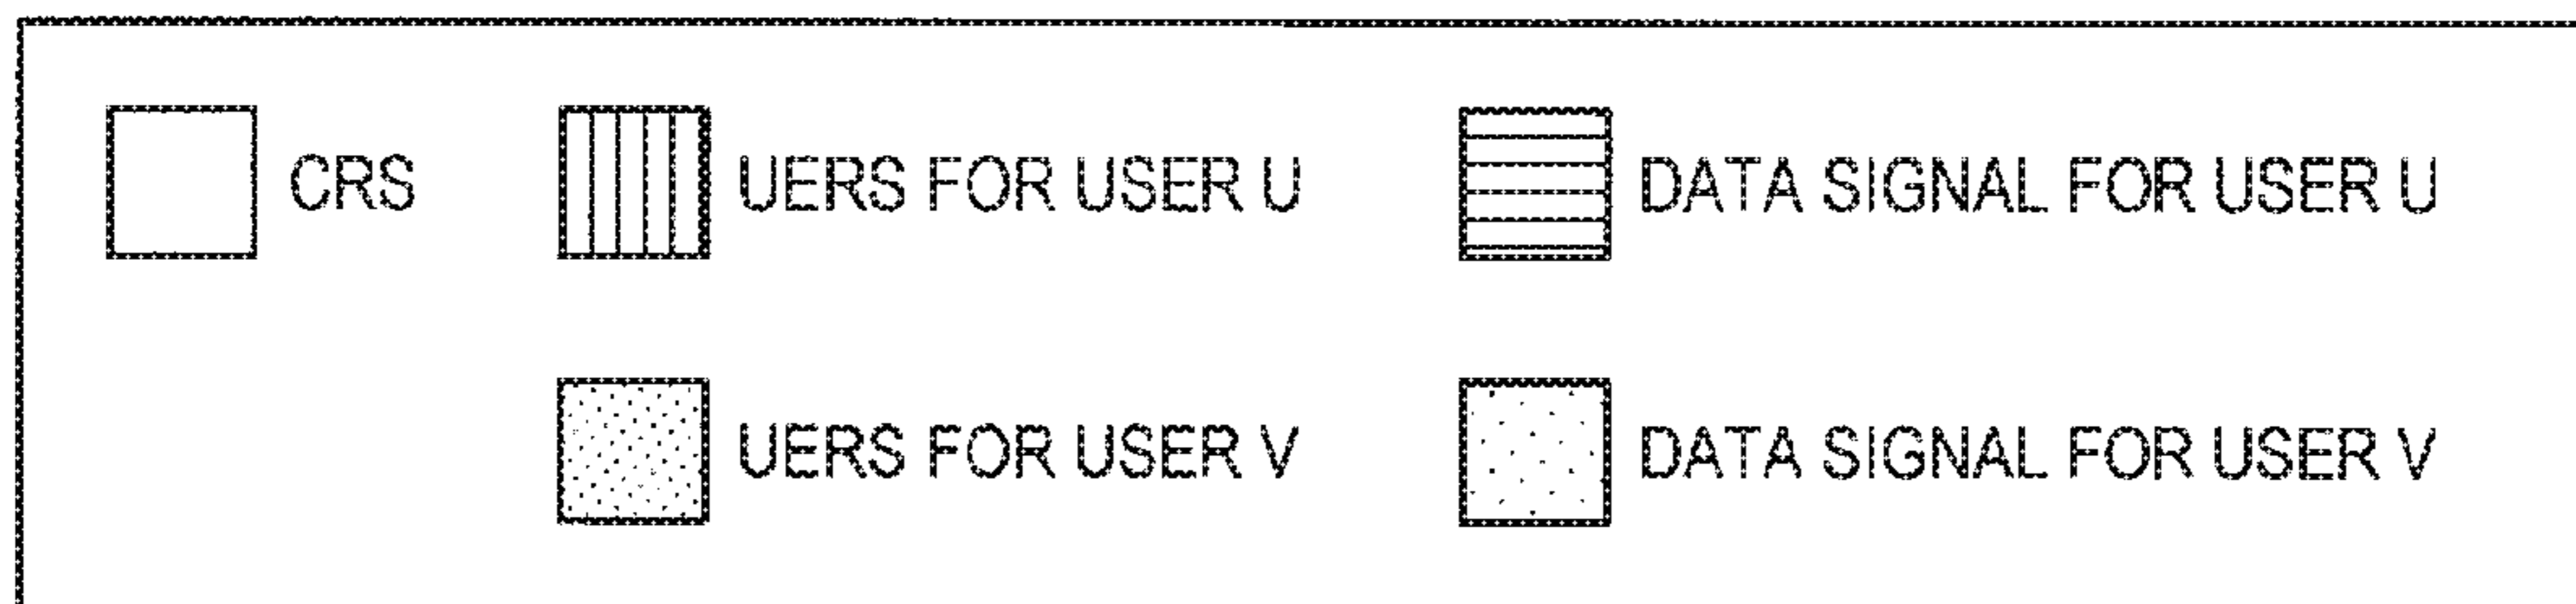 CRS UERS FOR USER U DATA SIGNAL FOR USER U
UERS FOR USER V DATA SIGNAL FOR USER V